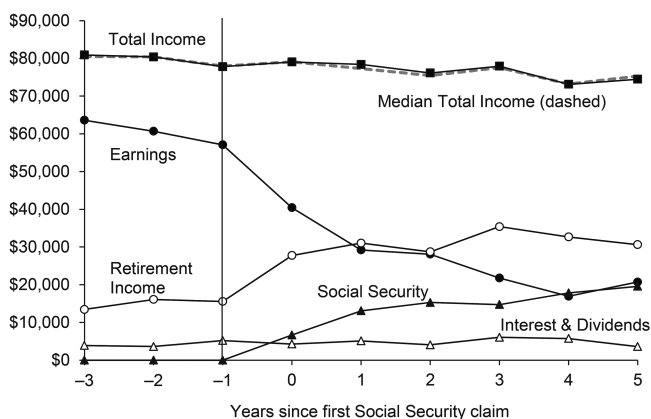 $90,000
$80,000
$70,000
$60,000
$50,000
$40,000
$30,000
$20,000
$10,000
$0
Total Income
Median Total Income (dashed)
Earnings
Retirement
Income
Social Security
Interest & Dividends
–3 –2 –1 0 1 2 3 4 5
Years since first Social Security claim